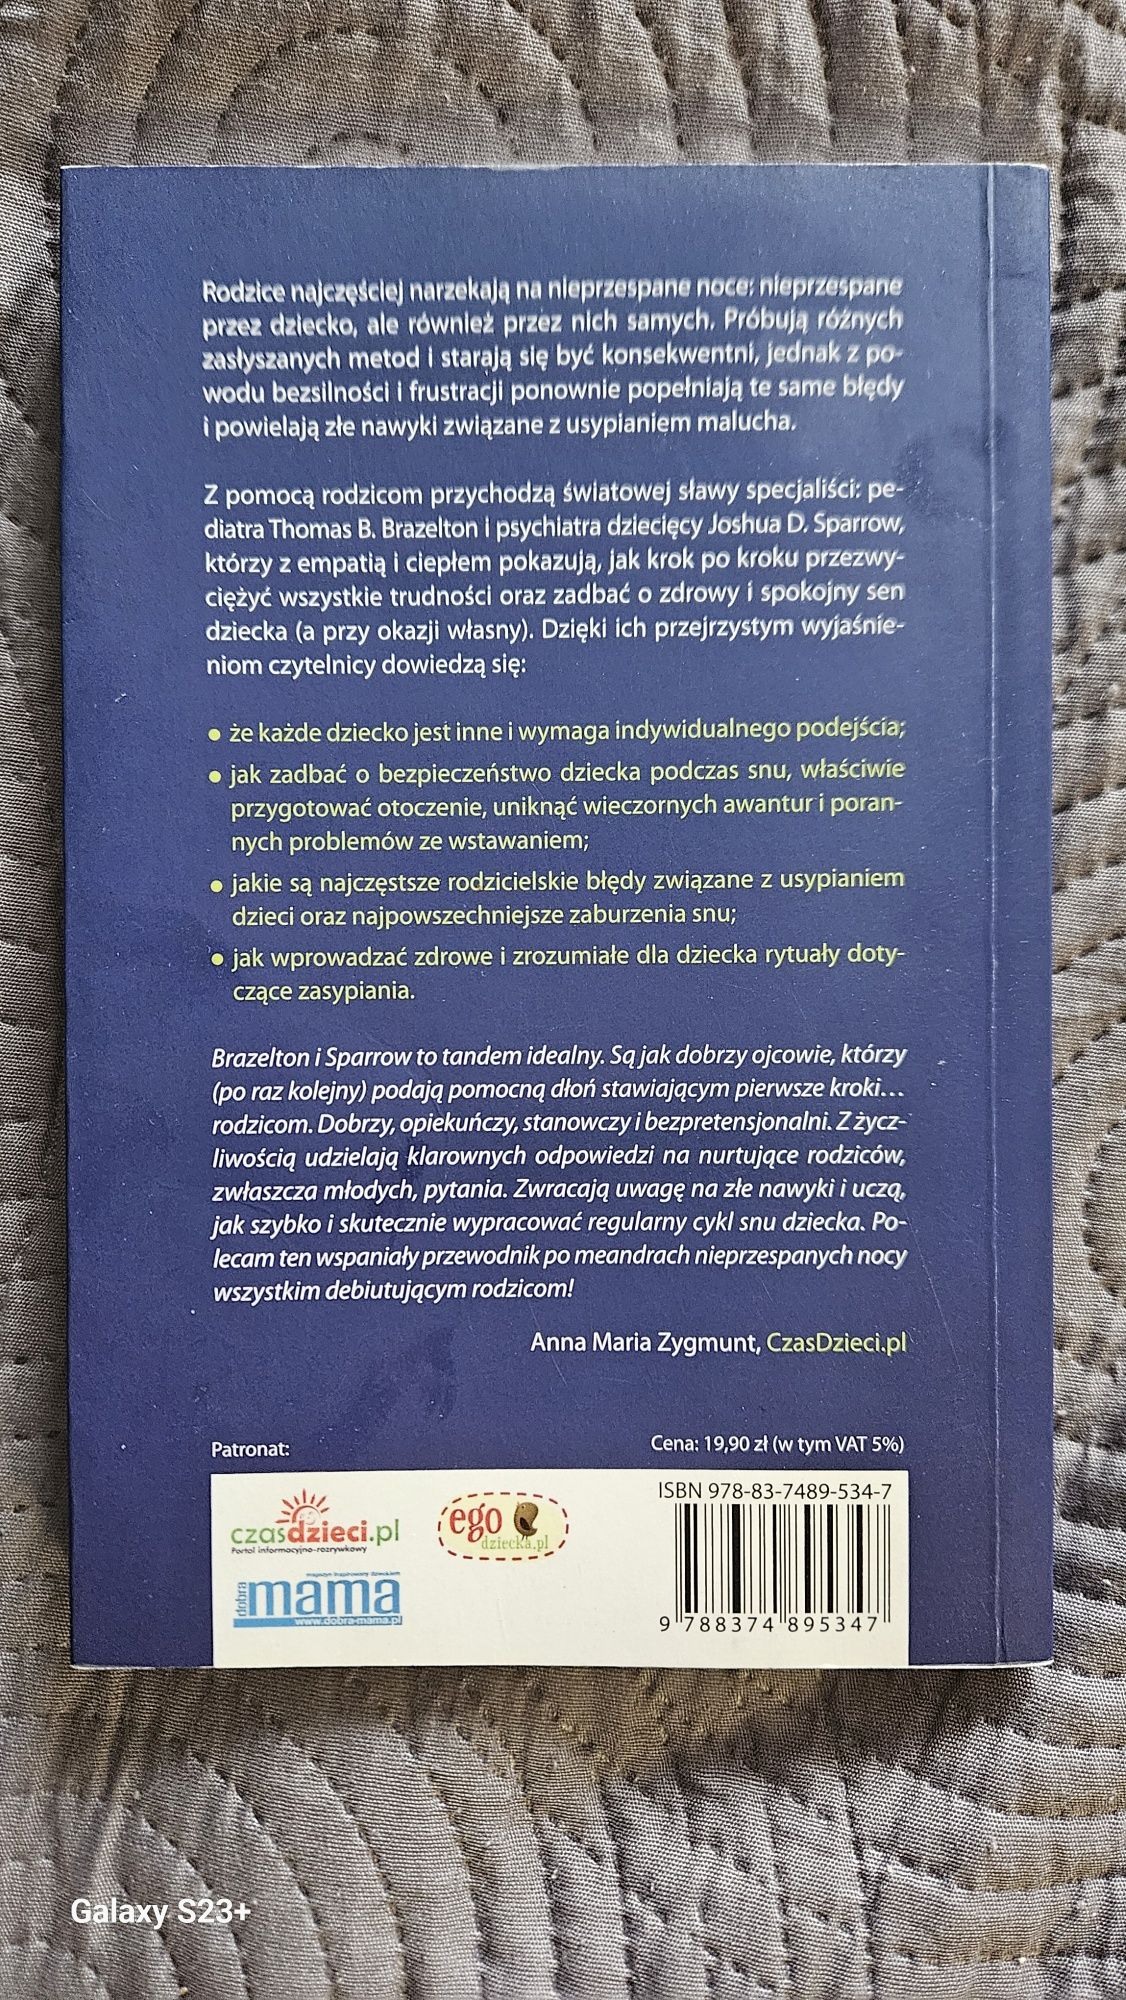 Rodzice najczęściej narzekają na nieprzespane noce: nieprzespane
przez dziecko, ale również przez nich samych. Próbują różnych
zasłyszanych metod i starają się być konsekwentni, jednak z po-
wodu bezsilności i frustracji ponownie popełniają te same błędy
i powielają złe nawyki związane z usypianiem malucha.
Z pomocą rodzicom przychodzą światowej sławy specjaliści: pe-
diatra Thomas B. Brazelton i psychiatra dziecięcy Joshua D. Sparrow,
którzy z empatią i ciepłem pokazują, jak krok po kroku przezwy-
ciężyć wszystkie trudności oraz zadbać o zdrowy i spokojny sen
dziecka (a przy okazji własny). Dzięki ich przejrzystym wyjaśnie-
niom czytelnicy dowiedzą się:
• że każde dziecko jest inne i wymaga indywidualnego podejścia;
• jak zadbać o bezpieczeństwo dziecka podczas snu, właściwie
przygotować otoczenie, uniknąć wieczornych awantur i poran-
nych problemów ze wstawaniem;
• jakie są najczęstsze rodzicielskie błędy związane z usypianiem
dzieci oraz najpowszechniejsze zaburzenia snu;
• jak wprowadzać zdrowe i zrozumiałe dla dziecka rytuały doty-
czące zasypiania.
Brazelton i Sparrow to tandem idealny. Są jak dobrzy ojcowie, którzy
(po raz kolejny) podają pomocną dłoń stawiającym pierwsze kroki…
rodzicom. Dobrzy, opiekuńczy, stanowczy i bezpretensjonalni. Z życz-
liwością udzielają klarownych odpowiedzi na nurtujące rodziców,
zwłaszcza młodych, pytania. Zwracają uwagę na złe nawyki i uczą,
jak szybko i skutecznie wypracować regularny cykl snu dziecka. Po-
lecam ten wspaniały przewodnik po meandrach nieprzespanych nocy
wszystkim debiutującym rodzicom!
Anna Maria Zygmunt, CzasDzieci.pl
Patronat:
Cena: 19,90 zł (w tym VAT 5%)
czasdzieci.pl
Portal informacyjno-rozrywkowy
ego
dziecka.pl
magazyn inspirowany dzieckiem
dobra mama
www.dobra-mama.pl
ISBN 978-83-7489-534-7
9 788374 895347
Galaxy S23+